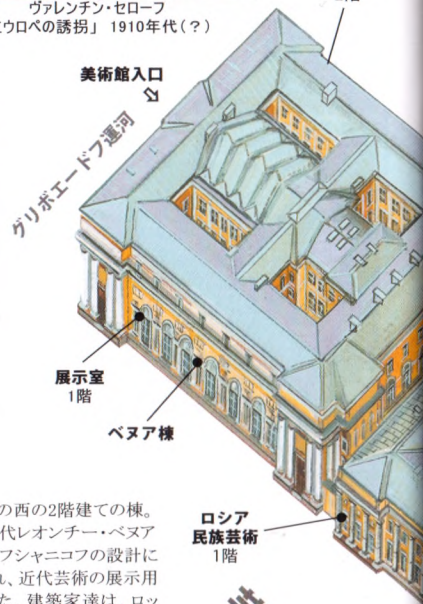 ヴァレンチン・セローフ
ウロペの誘拐」 1910年代(?)
美術館入口
グリボエードフ運河
展示室
1階
ベヌア棟
の西の2階建ての棟。
代レオンチー・ベヌア
フシャニコフの設計に
れ、近代芸術の展示用
た。建築家達は、ロッ
ロシア
民族芸術
1階